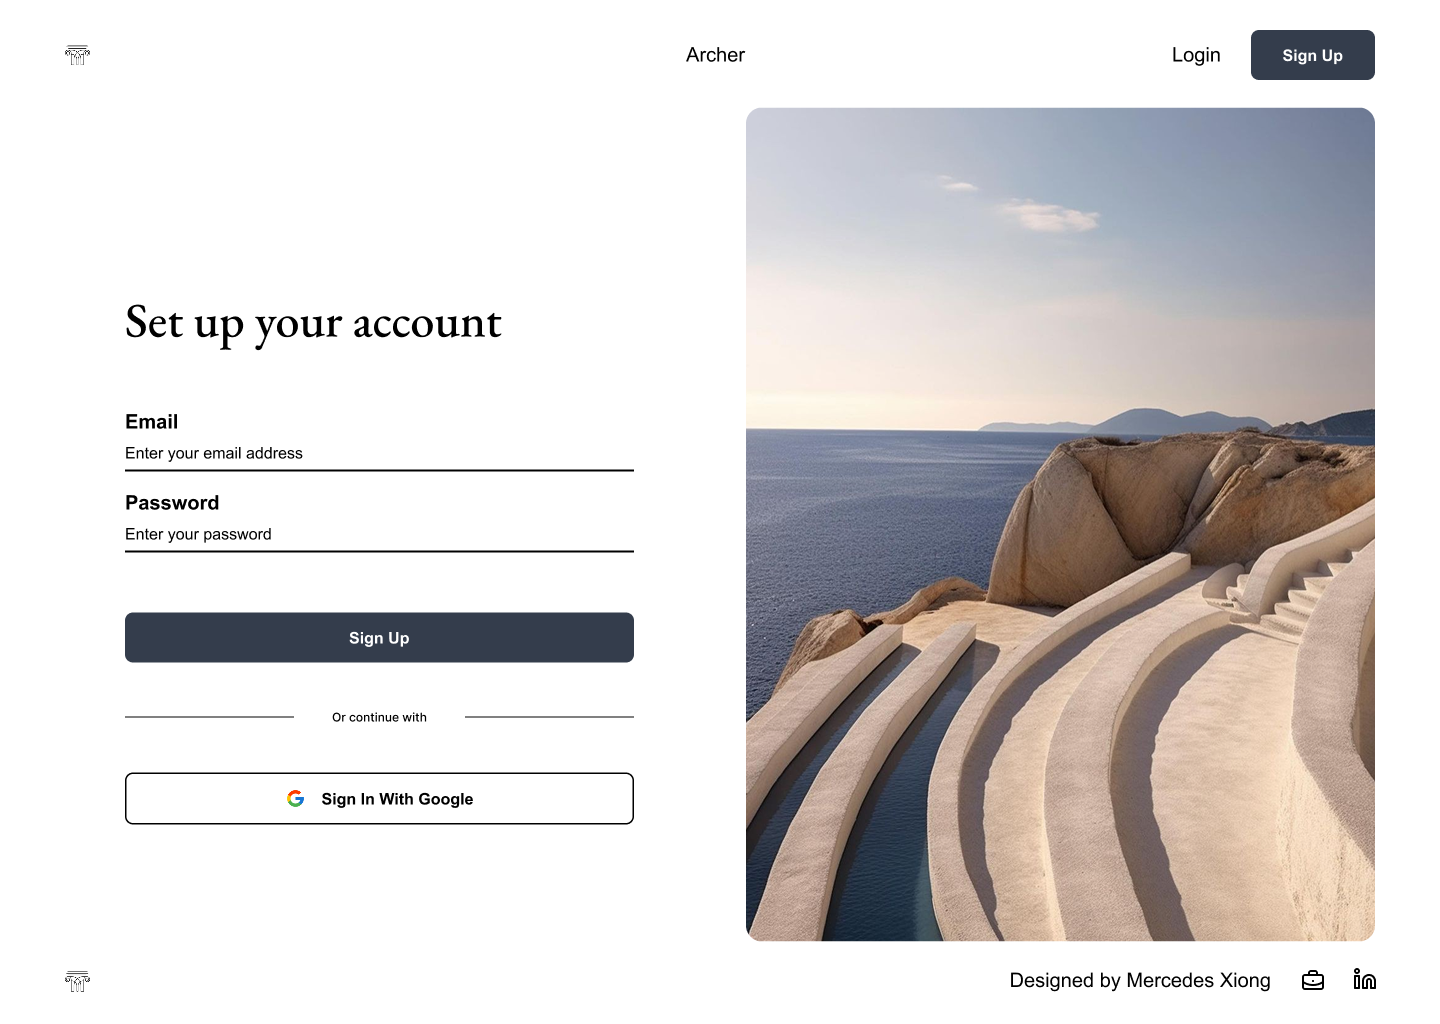 Archer
Login
Sign Up
Set up your account
Email
Enter your email address
Password
Enter your password
Sign Up
Or continue with
Sign In With Google
Designed by Mercedes Xiong
in